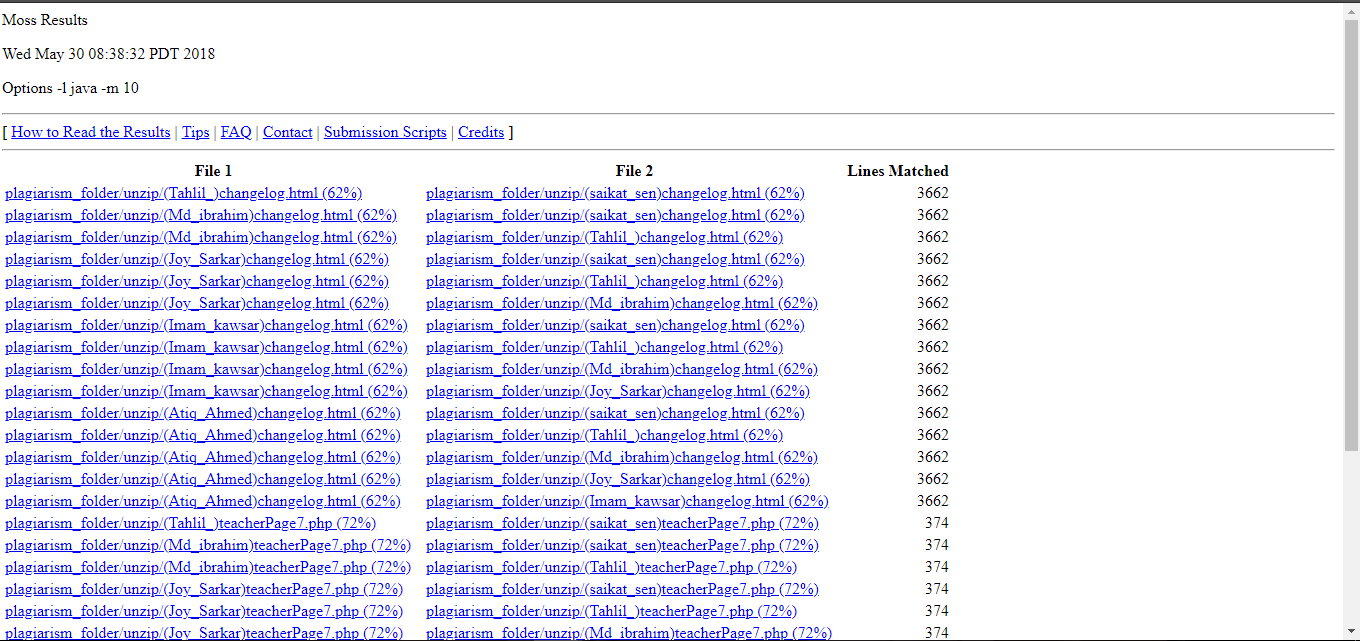 Moss Results
Wed May 30 08:38:32 PDT 2018
Options -l java -m 10
[ How to Read the Results | Tips | FAQ | Contact | Submission Scripts | Credits ]
File 1 File 2 Lines Matched
plagiarism_folder/unzip/(Tahlil_)changelog.html (62%) plagiarism_folder/unzip/(saikat_sen)changelog.html (62%) 3662
plagiarism_folder/unzip/(Md_ibrahim)changelog.html (62%) plagiarism_folder/unzip/(saikat_sen)changelog.html (62%) 3662
plagiarism_folder/unzip/(Md_ibrahim)changelog.html (62%) plagiarism_folder/unzip/(Tahlil_)changelog.html (62%) 3662
plagiarism_folder/unzip/(Joy_Sarkar)changelog.html (62%) plagiarism_folder/unzip/(saikat_sen)changelog.html (62%) 3662
plagiarism_folder/unzip/(Joy_Sarkar)changelog.html (62%) plagiarism_folder/unzip/(Tahlil_)changelog.html (62%) 3662
plagiarism_folder/unzip/(Joy_Sarkar)changelog.html (62%) plagiarism_folder/unzip/(Md_ibrahim)changelog.html (62%) 3662
plagiarism_folder/unzip/(Imam_kawsar)changelog.html (62%) plagiarism_folder/unzip/(saikat_sen)changelog.html (62%) 3662
plagiarism_folder/unzip/(Imam_kawsar)changelog.html (62%) plagiarism_folder/unzip/(Tahlil_)changelog.html (62%) 3662
plagiarism_folder/unzip/(Imam_kawsar)changelog.html (62%) plagiarism_folder/unzip/(Md_ibrahim)changelog.html (62%) 3662
plagiarism_folder/unzip/(Imam_kawsar)changelog.html (62%) plagiarism_folder/unzip/(Joy_Sarkar)changelog.html (62%) 3662
plagiarism_folder/unzip/(Atiq_Ahmed)changelog.html (62%) plagiarism_folder/unzip/(saikat_sen)changelog.html (62%) 3662
plagiarism_folder/unzip/(Atiq_Ahmed)changelog.html (62%) plagiarism_folder/unzip/(Tahlil_)changelog.html (62%) 3662
plagiarism_folder/unzip/(Atiq_Ahmed)changelog.html (62%) plagiarism_folder/unzip/(Md_ibrahim)changelog.html (62%) 3662
plagiarism_folder/unzip/(Atiq_Ahmed)changelog.html (62%) plagiarism_folder/unzip/(Joy_Sarkar)changelog.html (62%) 3662
plagiarism_folder/unzip/(Atiq_Ahmed)changelog.html (62%) plagiarism_folder/unzip/(Imam_kawsar)changelog.html (62%) 3662
plagiarism_folder/unzip/(Tahlil_)teacherPage7.php (72%) plagiarism_folder/unzip/(saikat_sen)teacherPage7.php (72%) 374
plagiarism_folder/unzip/(Md_ibrahim)teacherPage7.php (72%) plagiarism_folder/unzip/(saikat_sen)teacherPage7.php (72%) 374
plagiarism_folder/unzip/(Md_ibrahim)teacherPage7.php (72%) plagiarism_folder/unzip/(Tahlil_)teacherPage7.php (72%) 374
plagiarism_folder/unzip/(Joy_Sarkar)teacherPage7.php (72%) plagiarism_folder/unzip/(saikat_sen)teacherPage7.php (72%) 374
plagiarism_folder/unzip/(Joy_Sarkar)teacherPage7.php (72%) plagiarism_folder/unzip/(Tahlil_)teacherPage7.php (72%) 374
plagiarism_folder/unzip/(Joy_Sarkar)teacherPage7.php (72%) plagiarism_folder/unzip/(Md_ibrahim)teacherPage7.php (72%) 374